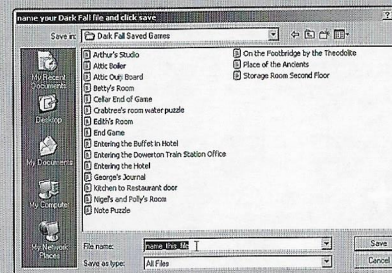 name your Dark Fall file and click save
Save in: Dark Fall Saved Games
My Recent Documents
Desktop
My Documents
My Computer
My Network Places
Arthur's Studio
Attic Boiler
Attic Ouiji Board
Betty's Room
Cellar End of Game
Crabtree's room water puzzle
Edith's Room
End Game
Entering the Buffet in Hotel
Entering the Dowerton Train Station Office
Entering the Hotel
George's Journal
Kitchen to Restaurant door
Nigel's and Polly's Room
Note Puzzle
On the Footbridge by the Theodolite
Place of the Ancients
Storage Room Second Floor
File name: name_this_file
Save
Save as type: All Files
Cancel